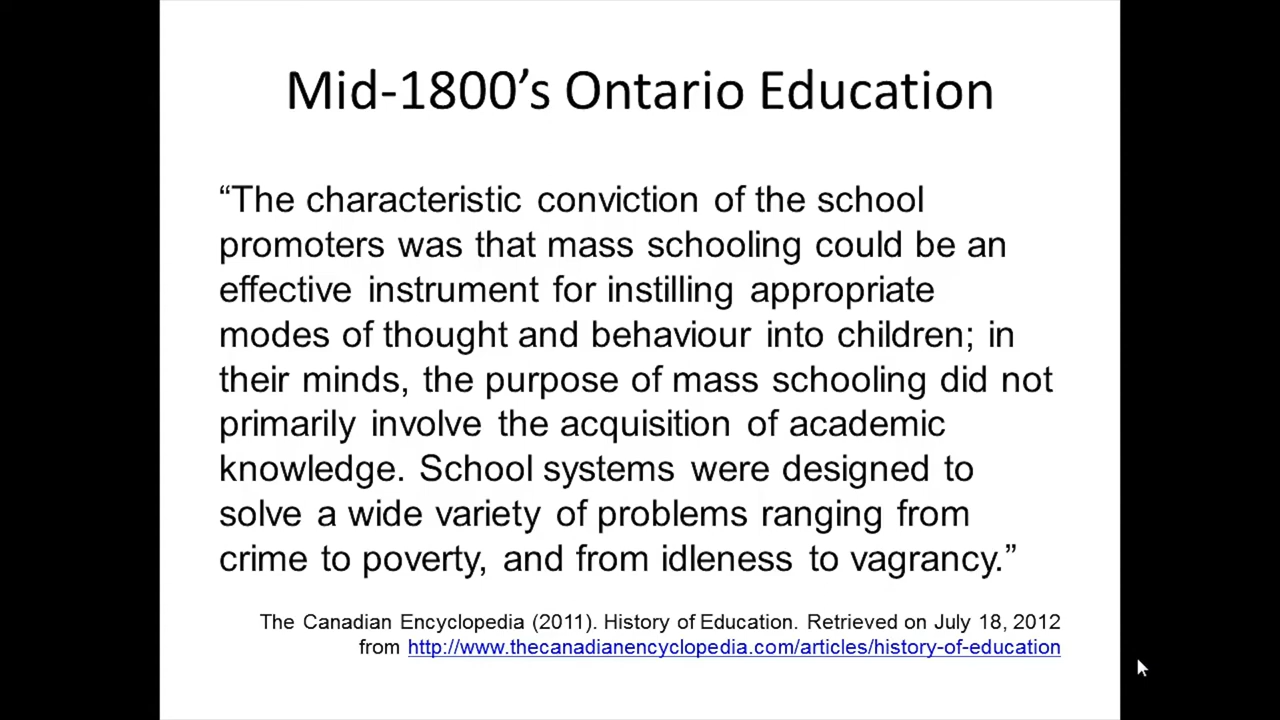 Mid-1800’s Ontario Education
“The characteristic conviction of the school
promoters was that mass schooling could be an
effective instrument for instilling appropriate
modes of thought and behaviour into children; in
their minds, the purpose of mass schooling did not
primarily involve the acquisition of academic
knowledge. School systems were designed to
solve a wide variety of problems ranging from
crime to poverty, and from idleness to vagrancy.”
The Canadian Encyclopedia (2011). History of Education. Retrieved on July 18, 2012
from http://www.thecanadianencyclopedia.com/articles/history-of-education